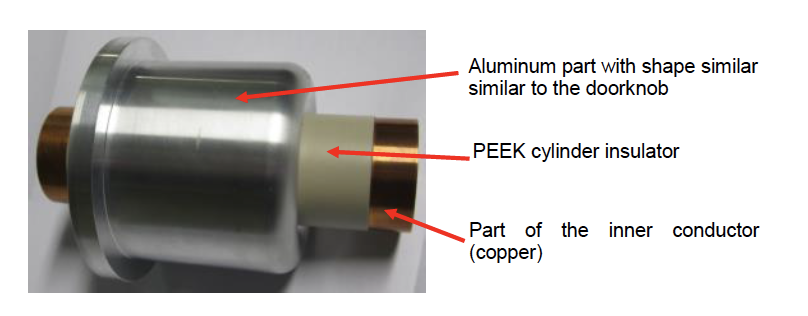 Aluminum part with shape similar
similar to the doorknob
PEEK cylinder insulator
Part of the inner conductor
(copper)